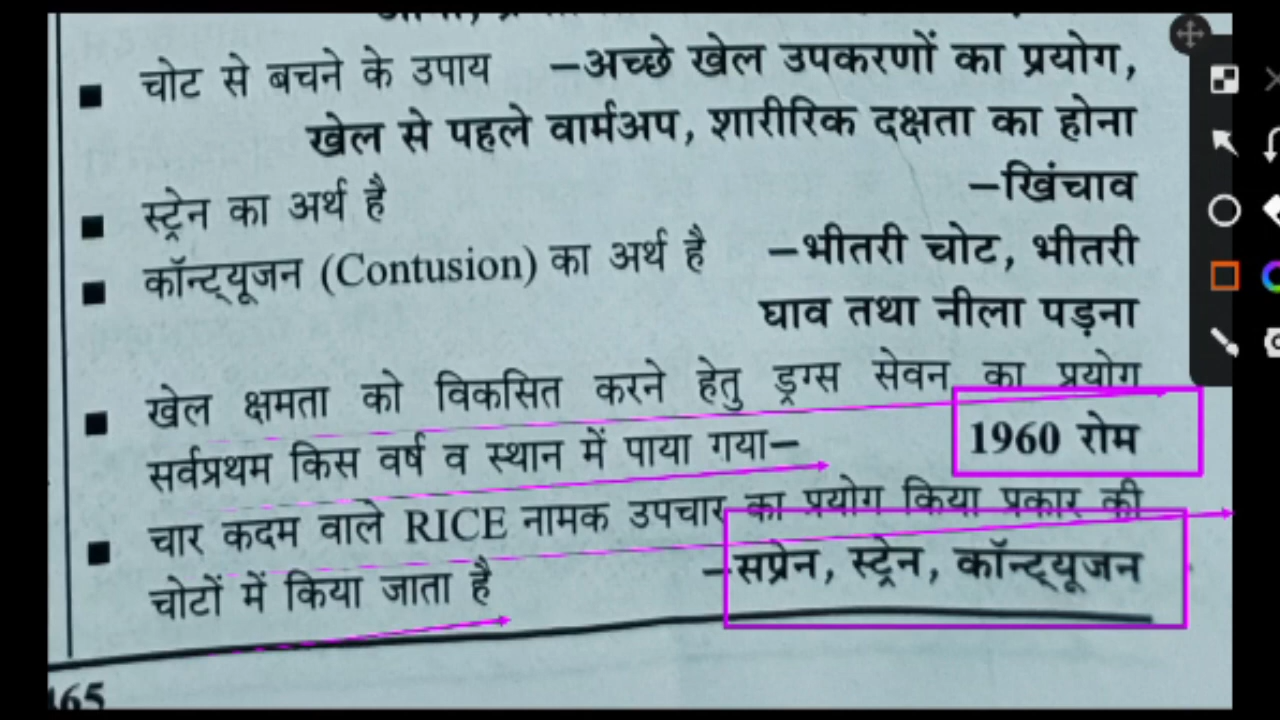 चोट से बचने के उपाय –अच्छे खेल उपकरणों का प्रयोग,
खेल से पहले वार्मअप, शारीरिक दक्षता का होना
स्ट्रेन का अर्थ है –खिंचाव
कॉन्ट्यूजन (Contusion) का अर्थ है –भीतरी चोट, भीतरी
घाव तथा नीला पड़ना
खेल क्षमता को विकसित करने हेतु ड्रग्स सेवन का प्रयोग
सर्वप्रथम किस वर्ष व स्थान में पाया गया– 1960 रोम
चार कदम वाले RICE नामक उपचार का प्रयोग किया प्रकार की
चोटों में किया जाता है –सप्रेन, स्ट्रेन, कॉन्ट्यूजन
165